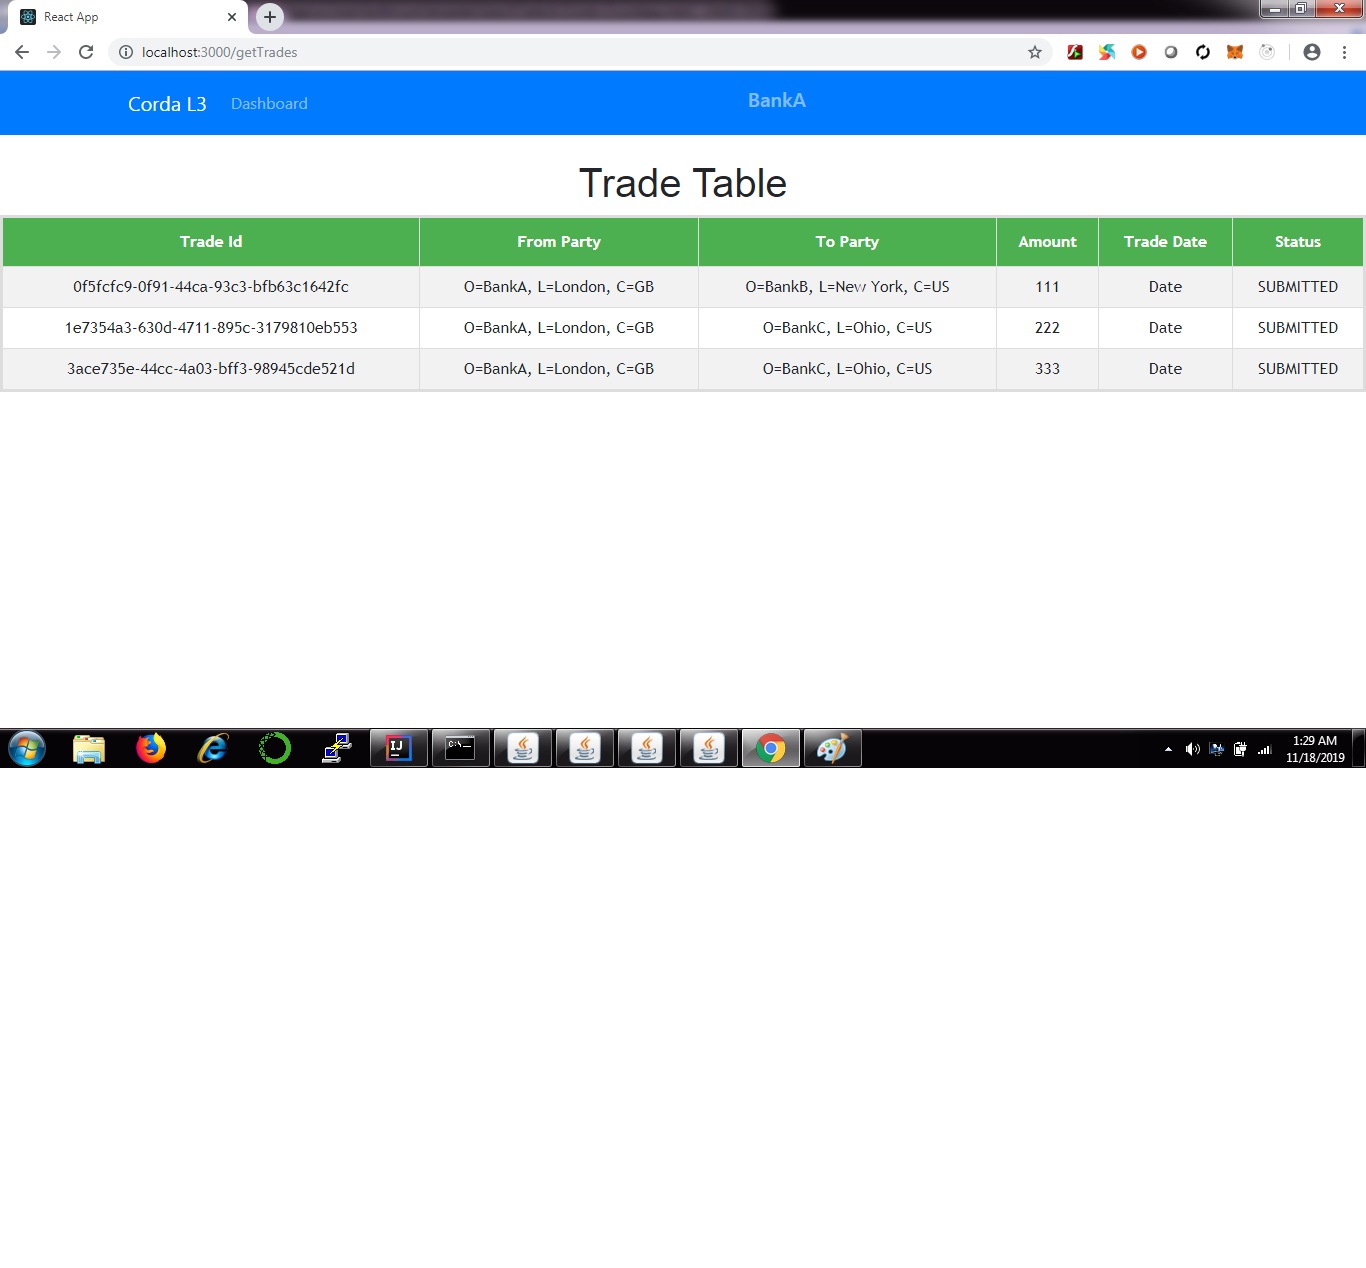 React App
localhost:3000/getTrades
Corda L3 Dashboard BankA
Trade Table
Trade Id From Party To Party Amount Trade Date Status
0f5fcfc9-0f91-44ca-93c3-bfb63c1642fc O=BankA, L=London, C=GB O=BankB, L=New York, C=US 111 Date SUBMITTED
1e7354a3-630d-4711-895c-3179810eb553 O=BankA, L=London, C=GB O=BankC, L=Ohio, C=US 222 Date SUBMITTED
3ace735e-44cc-4a03-bff3-98945cde521d O=BankA, L=London, C=GB O=BankC, L=Ohio, C=US 333 Date SUBMITTED
IJ
C:\_
1:29 AM
11/18/2019